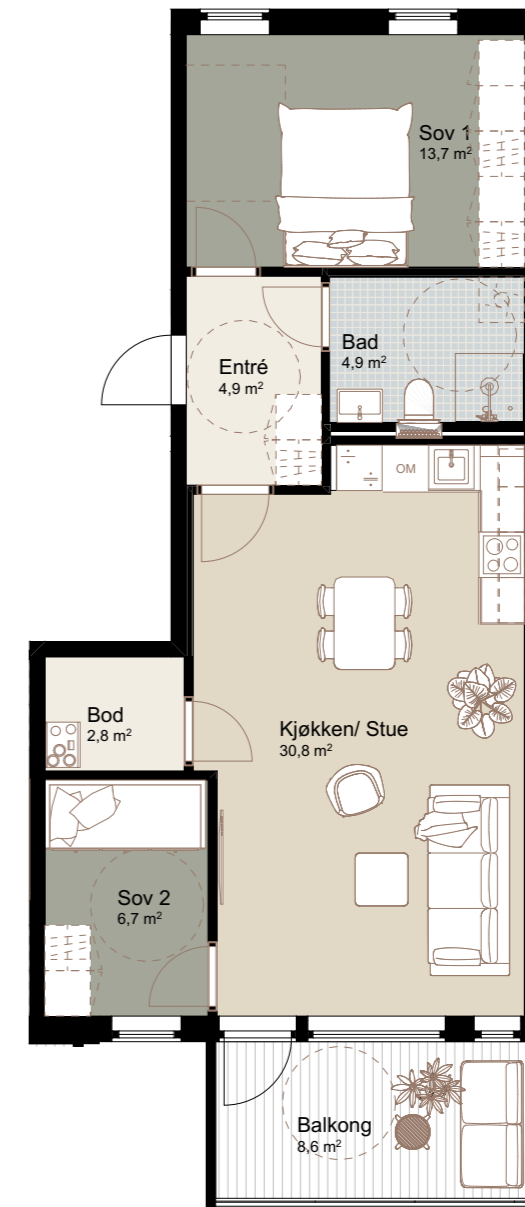 Sov 1
13,7 m²
Bad
4,9 m²
Entré
4,9 m²
OM
Bod
2,8 m²
Kjøkken/ Stue
30,8 m²
Sov 2
6,7 m²
Balkong
8,6 m²